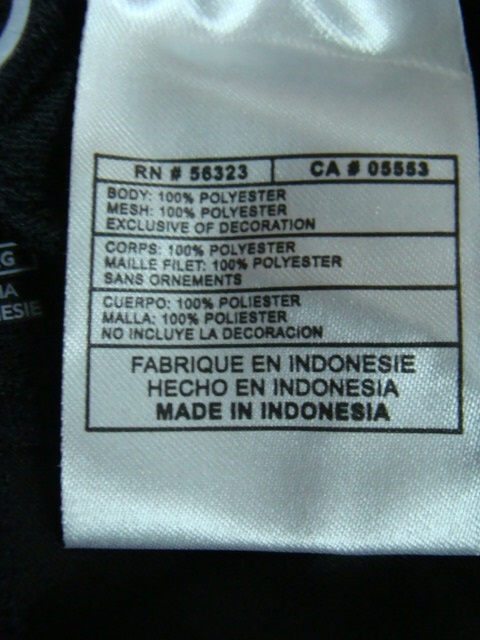 RN # 56323 CA # 05553
BODY: 100% POLYESTER
MESH: 100% POLYESTER
EXCLUSIVE OF DECORATION
CORPS: 100% POLYESTER
MAILLE FILET: 100% POLYESTER
SANS ORNEMENTS
CUERPO: 100% POLIESTER
MALLA: 100% POLIESTER
NO INCLUYE LA DECORACION
FABRIQUE EN INDONESIE
HECHO EN INDONESIA
MADE IN INDONESIA